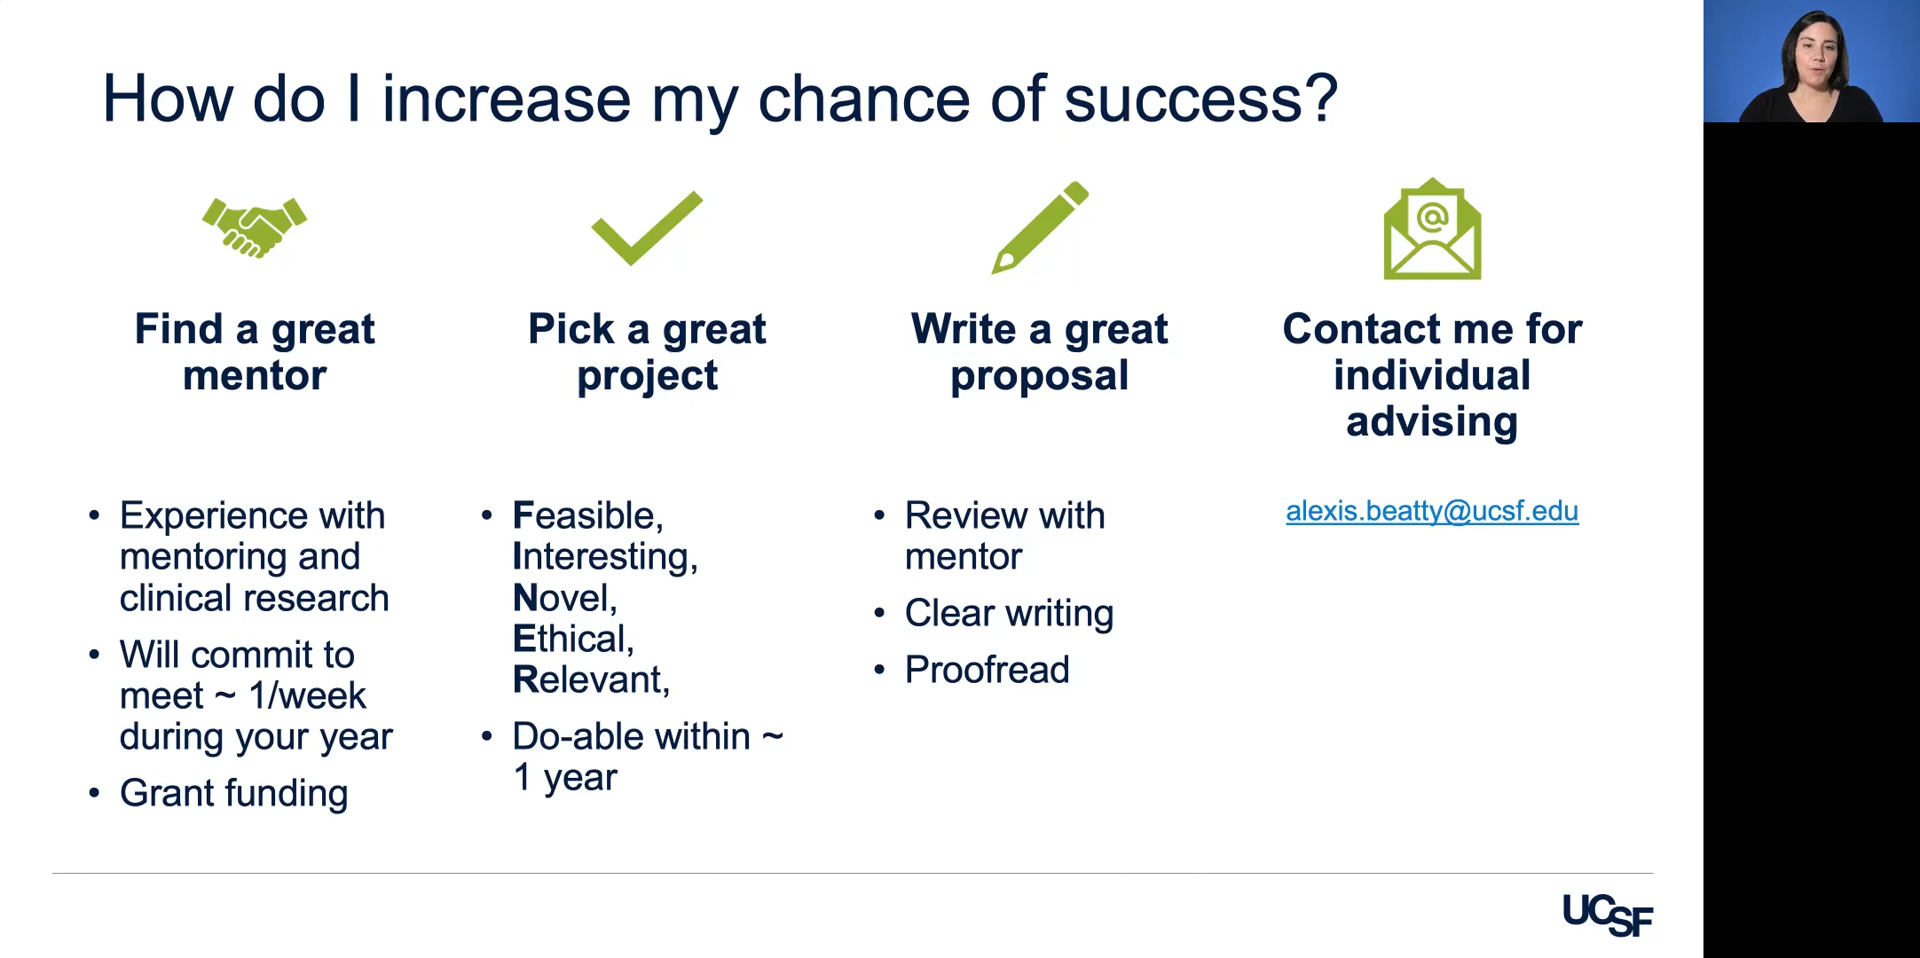 How do I increase my chance of success?
Find a great
mentor
• Experience with
mentoring and
clinical research
• Will commit to
meet ~ 1/week
during your year
• Grant funding
Pick a great
project
• Feasible,
Interesting,
Novel,
Ethical,
Relevant,
• Do-able within ~
1 year
Write a great
proposal
• Review with
mentor
• Clear writing
• Proofread
@
Contact me for
individual
advising
alexis.beatty@ucsf.edu
UCSF